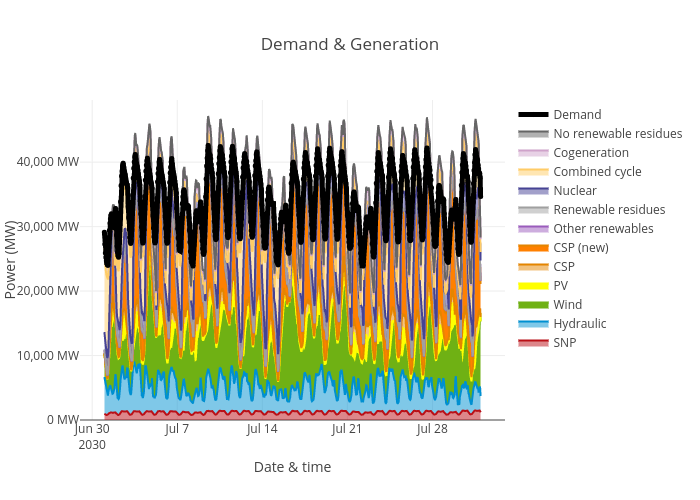 Demand & Generation
Power (MW)
40,000 MW
30,000 MW
20,000 MW
10,000 MW
0 MW
Jun 30
2030
Jul 7
Jul 14
Jul 21
Jul 28
Date & time
Demand
No renewable residues
Cogeneration
Combined cycle
Nuclear
Renewable residues
Other renewables
CSP (new)
CSP
PV
Wind
Hydraulic
SNP